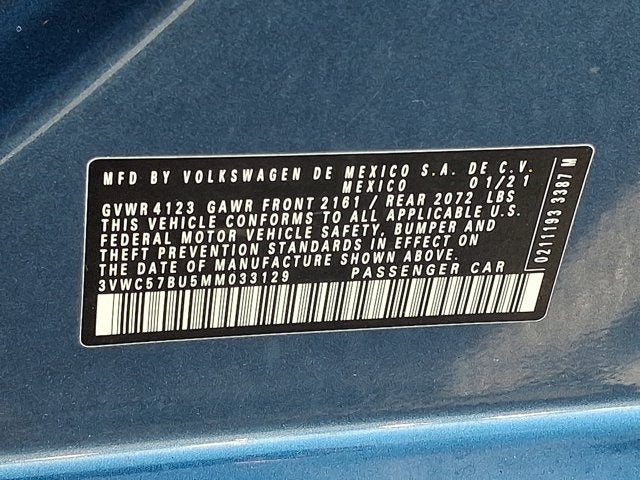 MFD BY VOLKSWAGEN DE MEXICO S.A. DE C.V.
MEXICO 01/21
GVWR 4123 GAWR FRONT 2161 / REAR 2072 LBS
THIS VEHICLE CONFORMS TO ALL APPLICABLE U.S.
FEDERAL MOTOR VEHICLE SAFETY, BUMPER AND
THEFT PREVENTION STANDARDS IN EFFECT ON
THE DATE OF MANUFACTURE SHOWN ABOVE.
3VWC57BU5MM033129 PASSENGER CAR
0211193 3387 M